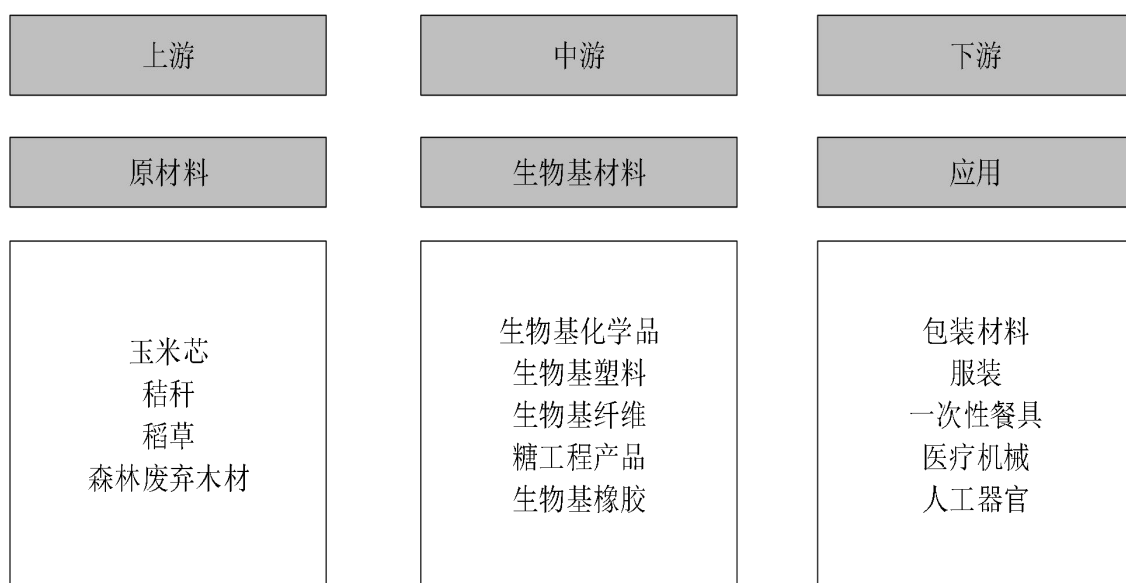 上游
中游
下游
原材料
生物基材料
应用
玉米芯
秸秆
稻草
森林废弃木材
生物基化学品
生物基塑料
生物基纤维
糖工程产品
生物基橡胶
包装材料
服装
一次性餐具
医疗机械
人工器官